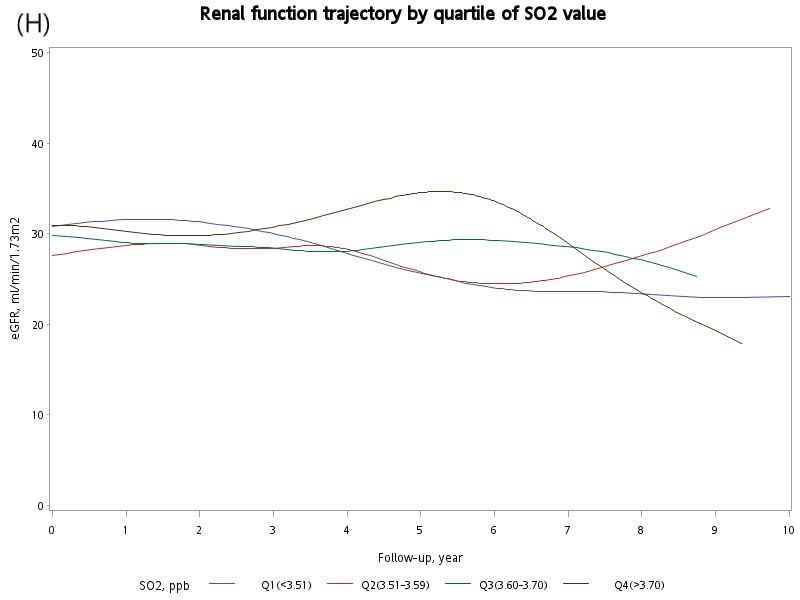 (H)
Renal function trajectory by quartile of SO2 value
50
40
30
20
10
0
eGFR, ml/min/1.73m2
0 1 2 3 4 5 6 7 8 9 10
Follow-up, year
SO2, ppb Q1(<3.51) Q2(3.51-3.59) Q3(3.60-3.70) Q4(>3.70)